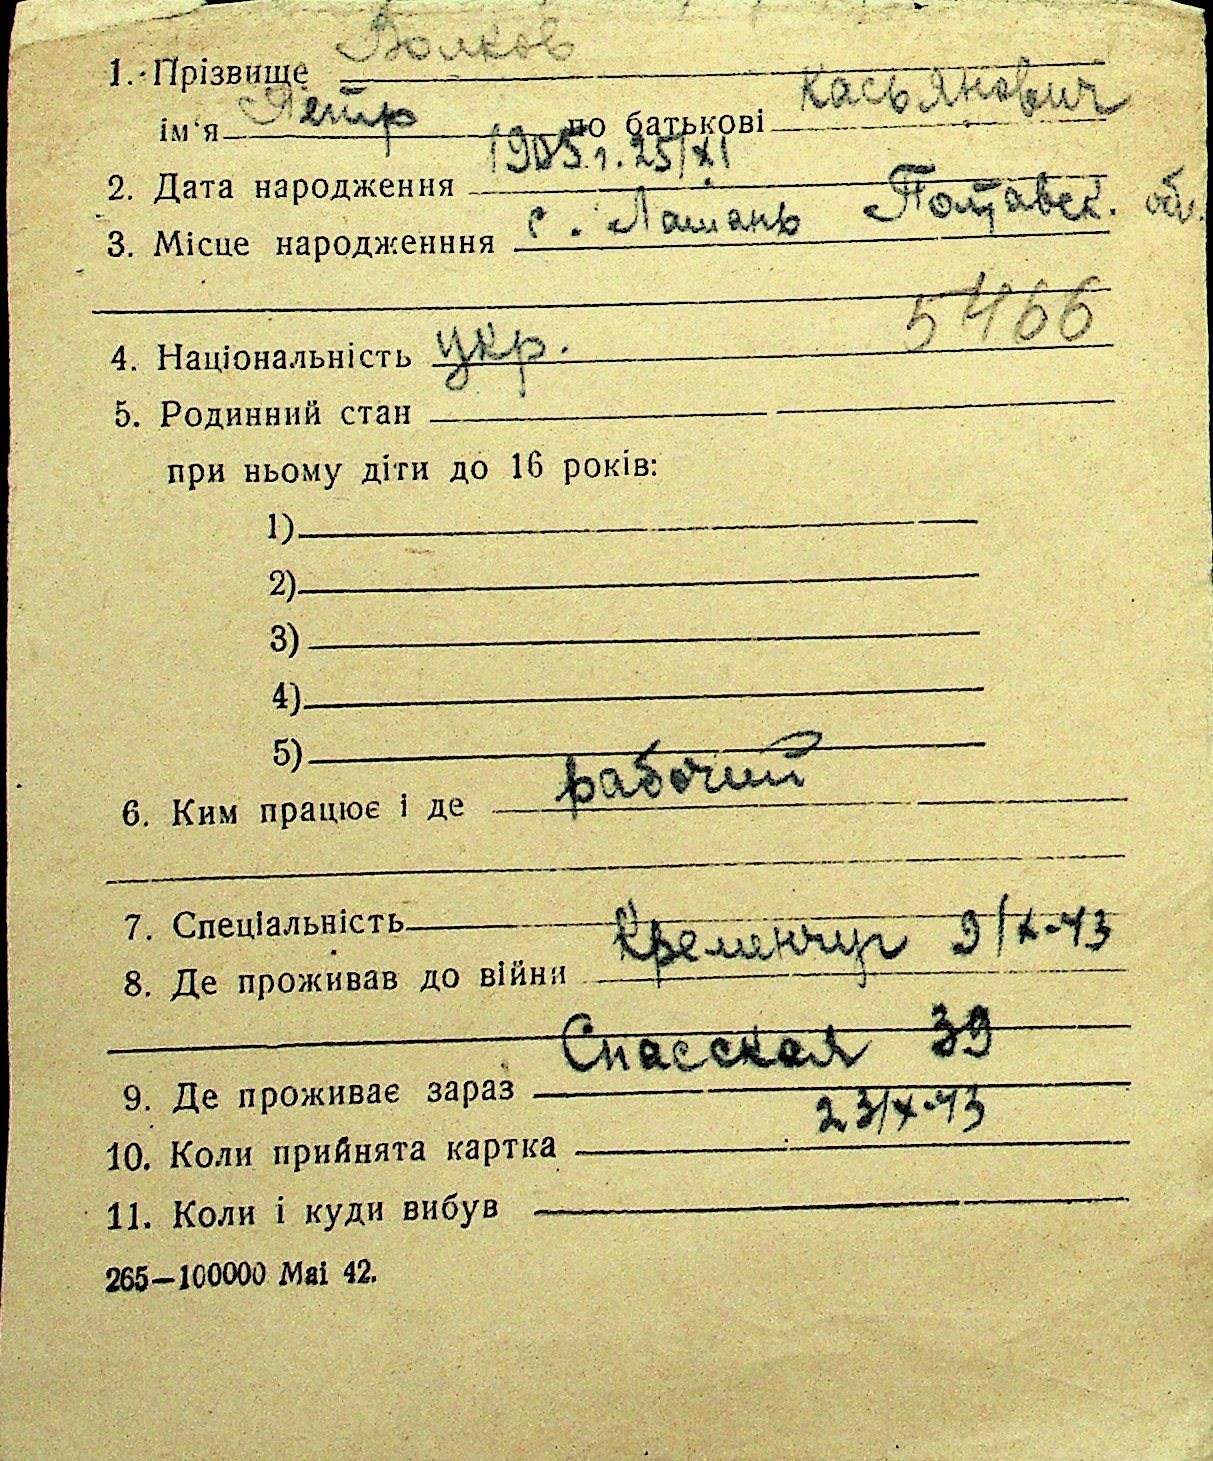 1. Прізвище Волков
ім'я Петр по батькові Касьянович
2. Дата народження 1905 г. 25/XI
3. Місце народженння с. Лашань Полтавск. обл.
5466
4. Національність укр.
5. Родинний стан
при ньому діти до 16 років:
1)
2)
3)
4)
5)
6. Ким працює і де рабочий
7. Спеціальність
8. Де проживав до війни Кременчуг 9/X-43
9. Де проживає зараз Спасская 39
10. Коли прийнята картка 23/X-43
11. Коли і куди вибув
265—100000 Mai 42.